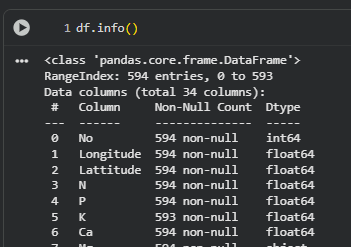 1 df.info()
<class 'pandas.core.frame.DataFrame'>
RangeIndex: 594 entries, 0 to 593
Data columns (total 34 columns):
#   Column   Non-Null Count   Dtype
---   ------   --------------   -----
0   No   594 non-null   int64
1   Longitude   594 non-null   float64
2   Lattitude   594 non-null   float64
3   N   594 non-null   float64
4   P   594 non-null   float64
5   K   593 non-null   float64
6   Ca   594 non-null   float64